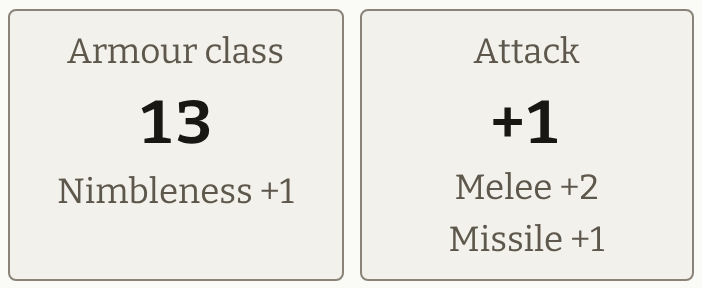 Armour class
13
Nimbleness +1
Attack
+1
Melee +2
Missile +1